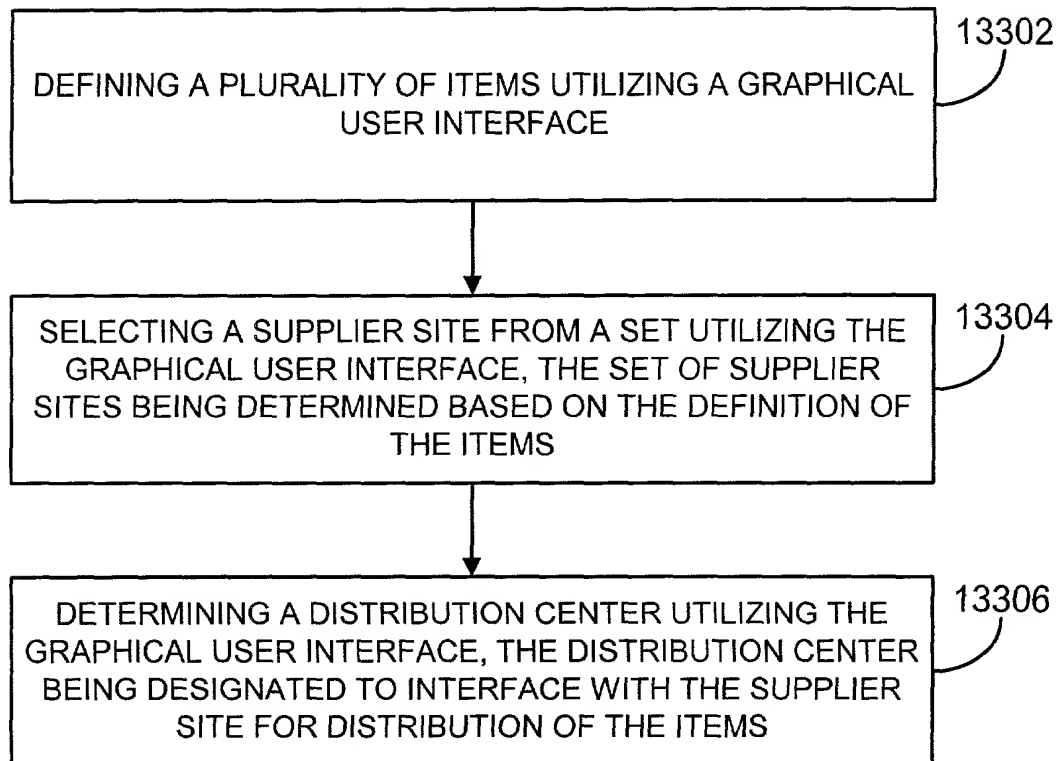 13302
DEFINING A PLURALITY OF ITEMS UTILIZING A GRAPHICAL
USER INTERFACE
13304
SELECTING A SUPPLIER SITE FROM A SET UTILIZING THE
GRAPHICAL USER INTERFACE, THE SET OF SUPPLIER
SITES BEING DETERMINED BASED ON THE DEFINITION OF
THE ITEMS
13306
DETERMINING A DISTRIBUTION CENTER UTILIZING THE
GRAPHICAL USER INTERFACE, THE DISTRIBUTION CENTER
BEING DESIGNATED TO INTERFACE WITH THE SUPPLIER
SITE FOR DISTRIBUTION OF THE ITEMS